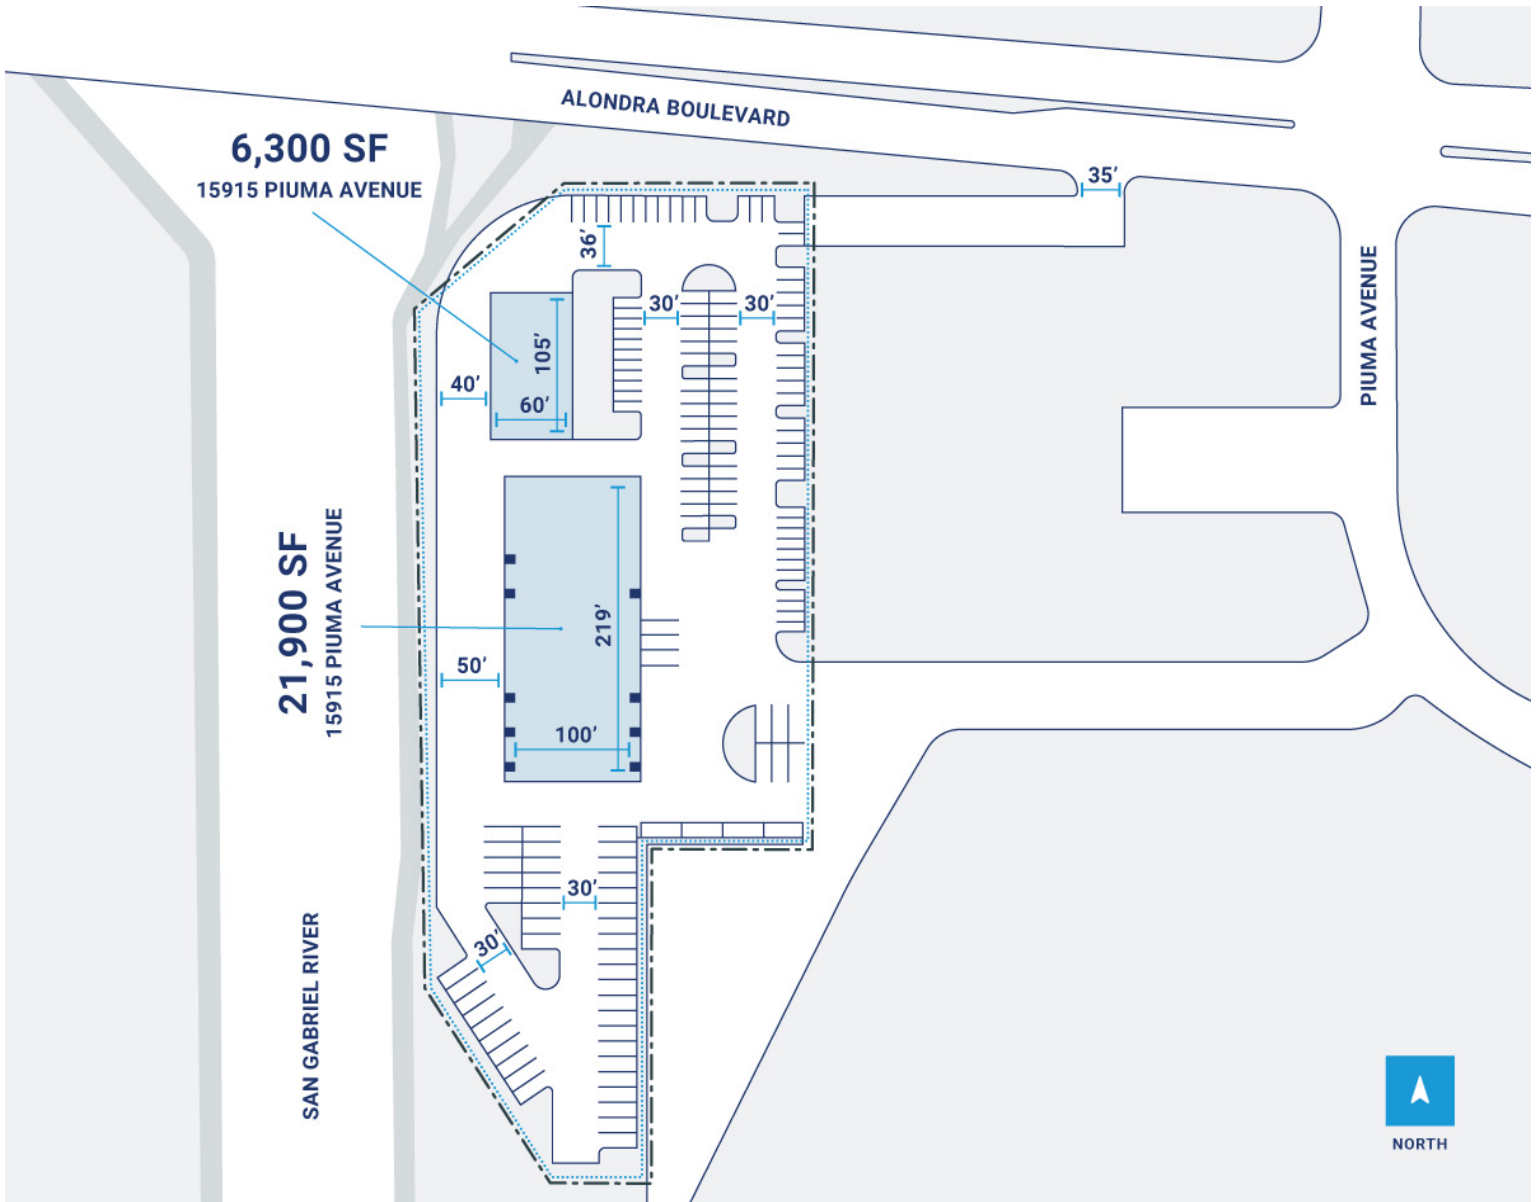 ALONDRA BOULEVARD
6,300 SF
15915 PIUMA AVENUE
35'
36'
30'
30'
PIUMA AVENUE
105'
40'
60'
21,900 SF
15915 PIUMA AVENUE
219'
50'
100'
30'
30'
SAN GABRIEL RIVER
NORTH